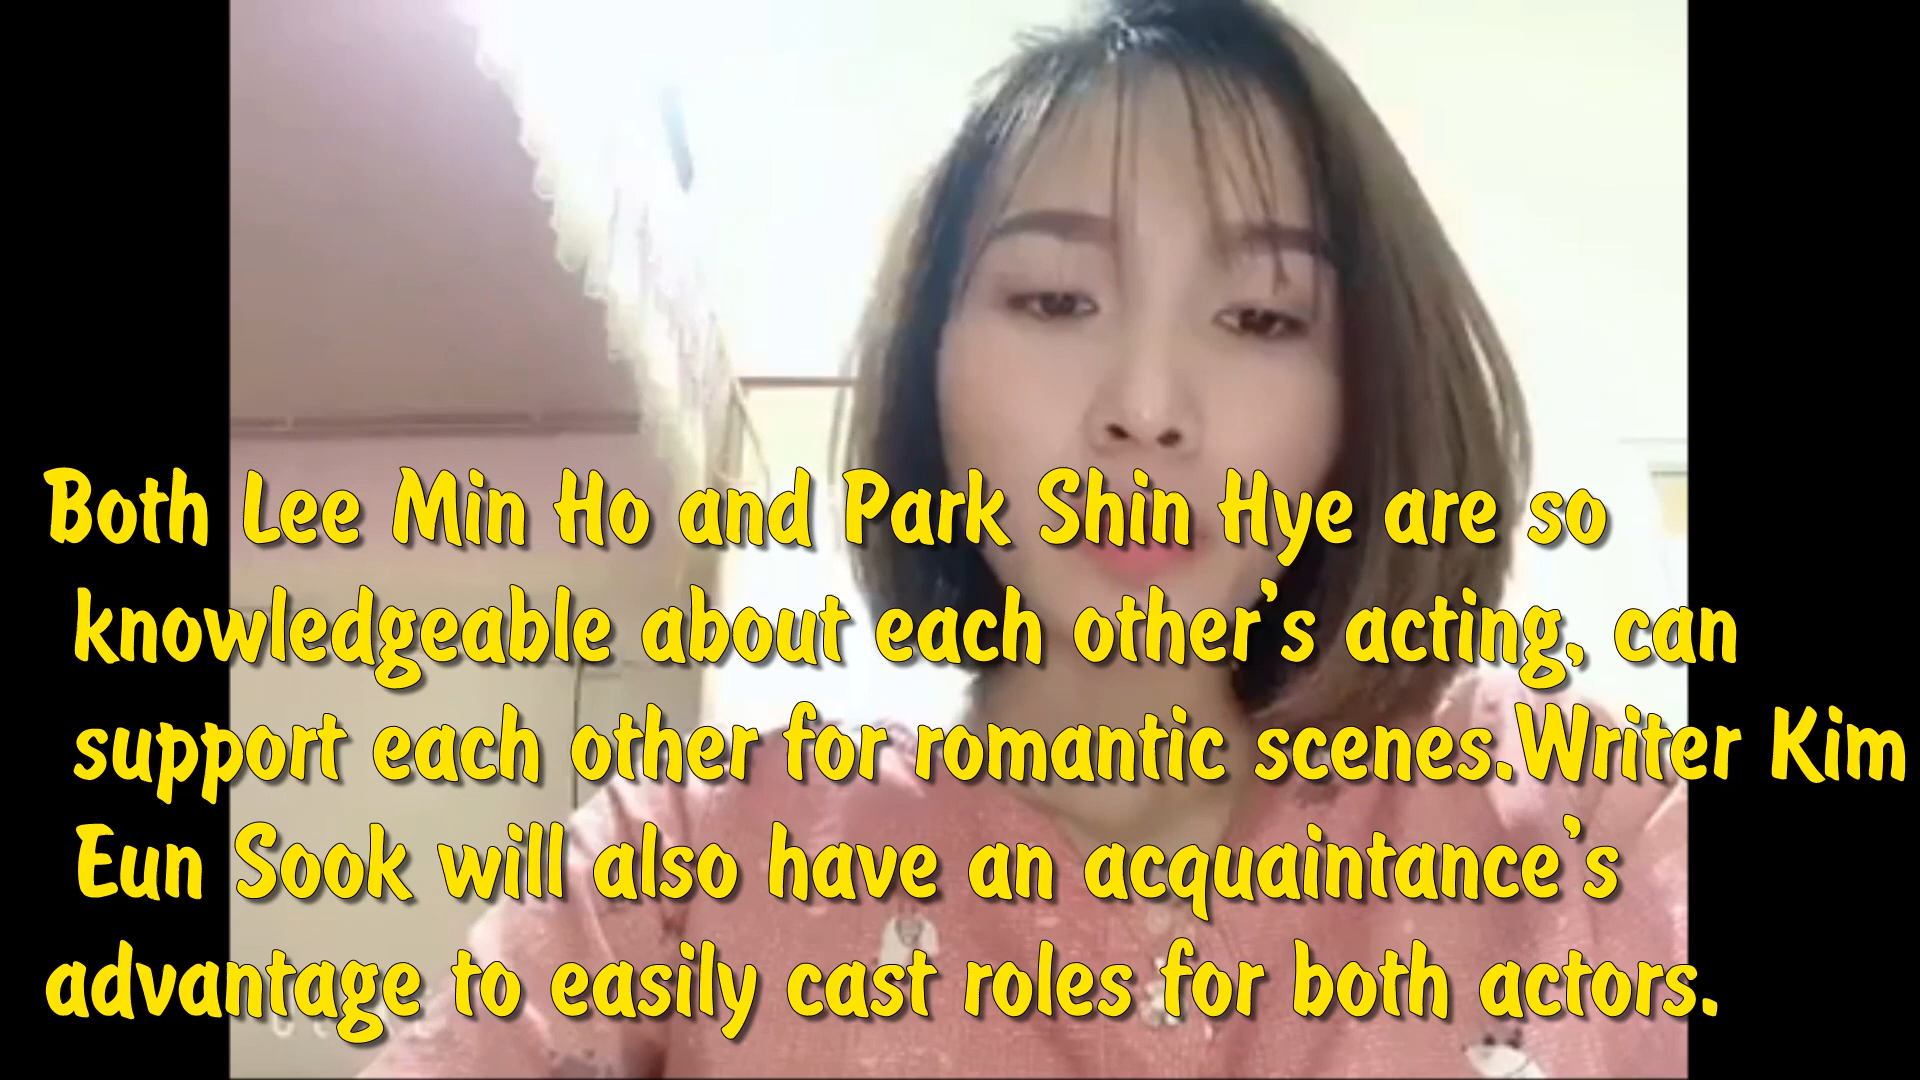 Both Lee Min Ho and Park Shin Hye are so
knowledgeable about each other's acting, can
support each other for romantic scenes.Writer Kim
Eun Sook will also have an acquaintance's
advantage to easily cast roles for both actors.